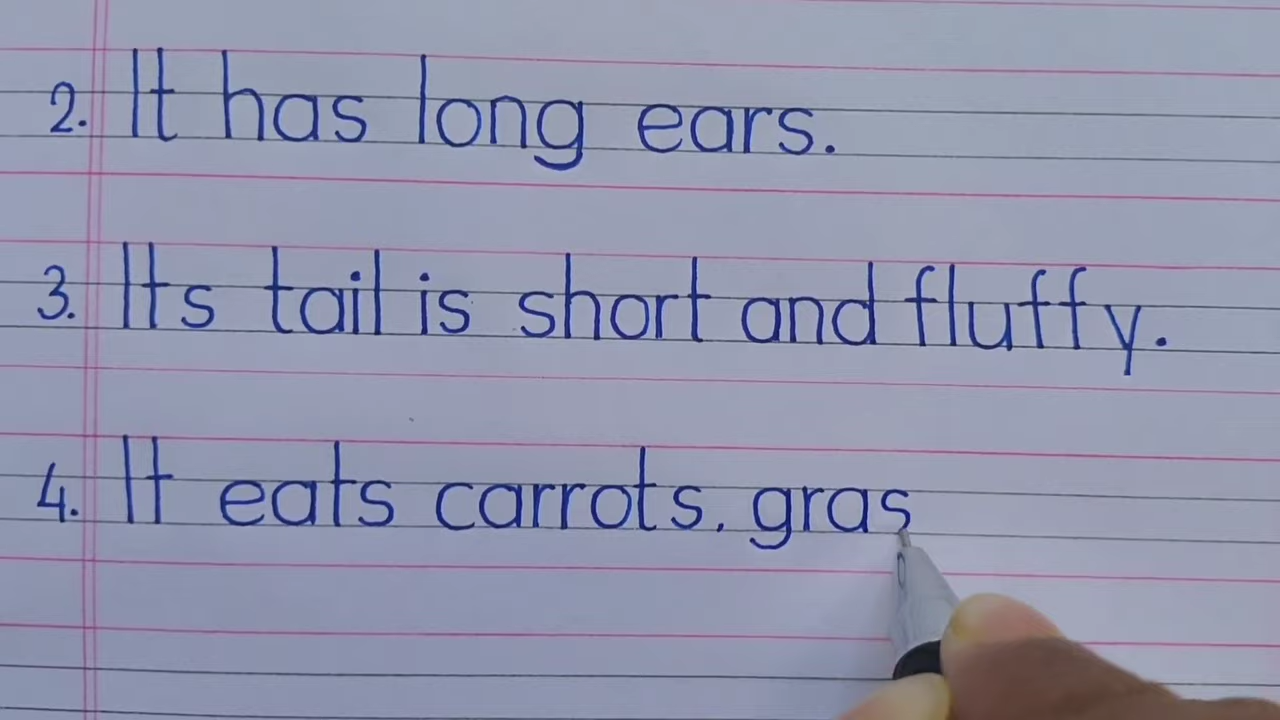 2. It has long ears.
3. Its tail is short and fluffy.
4. It eats carrots, gras